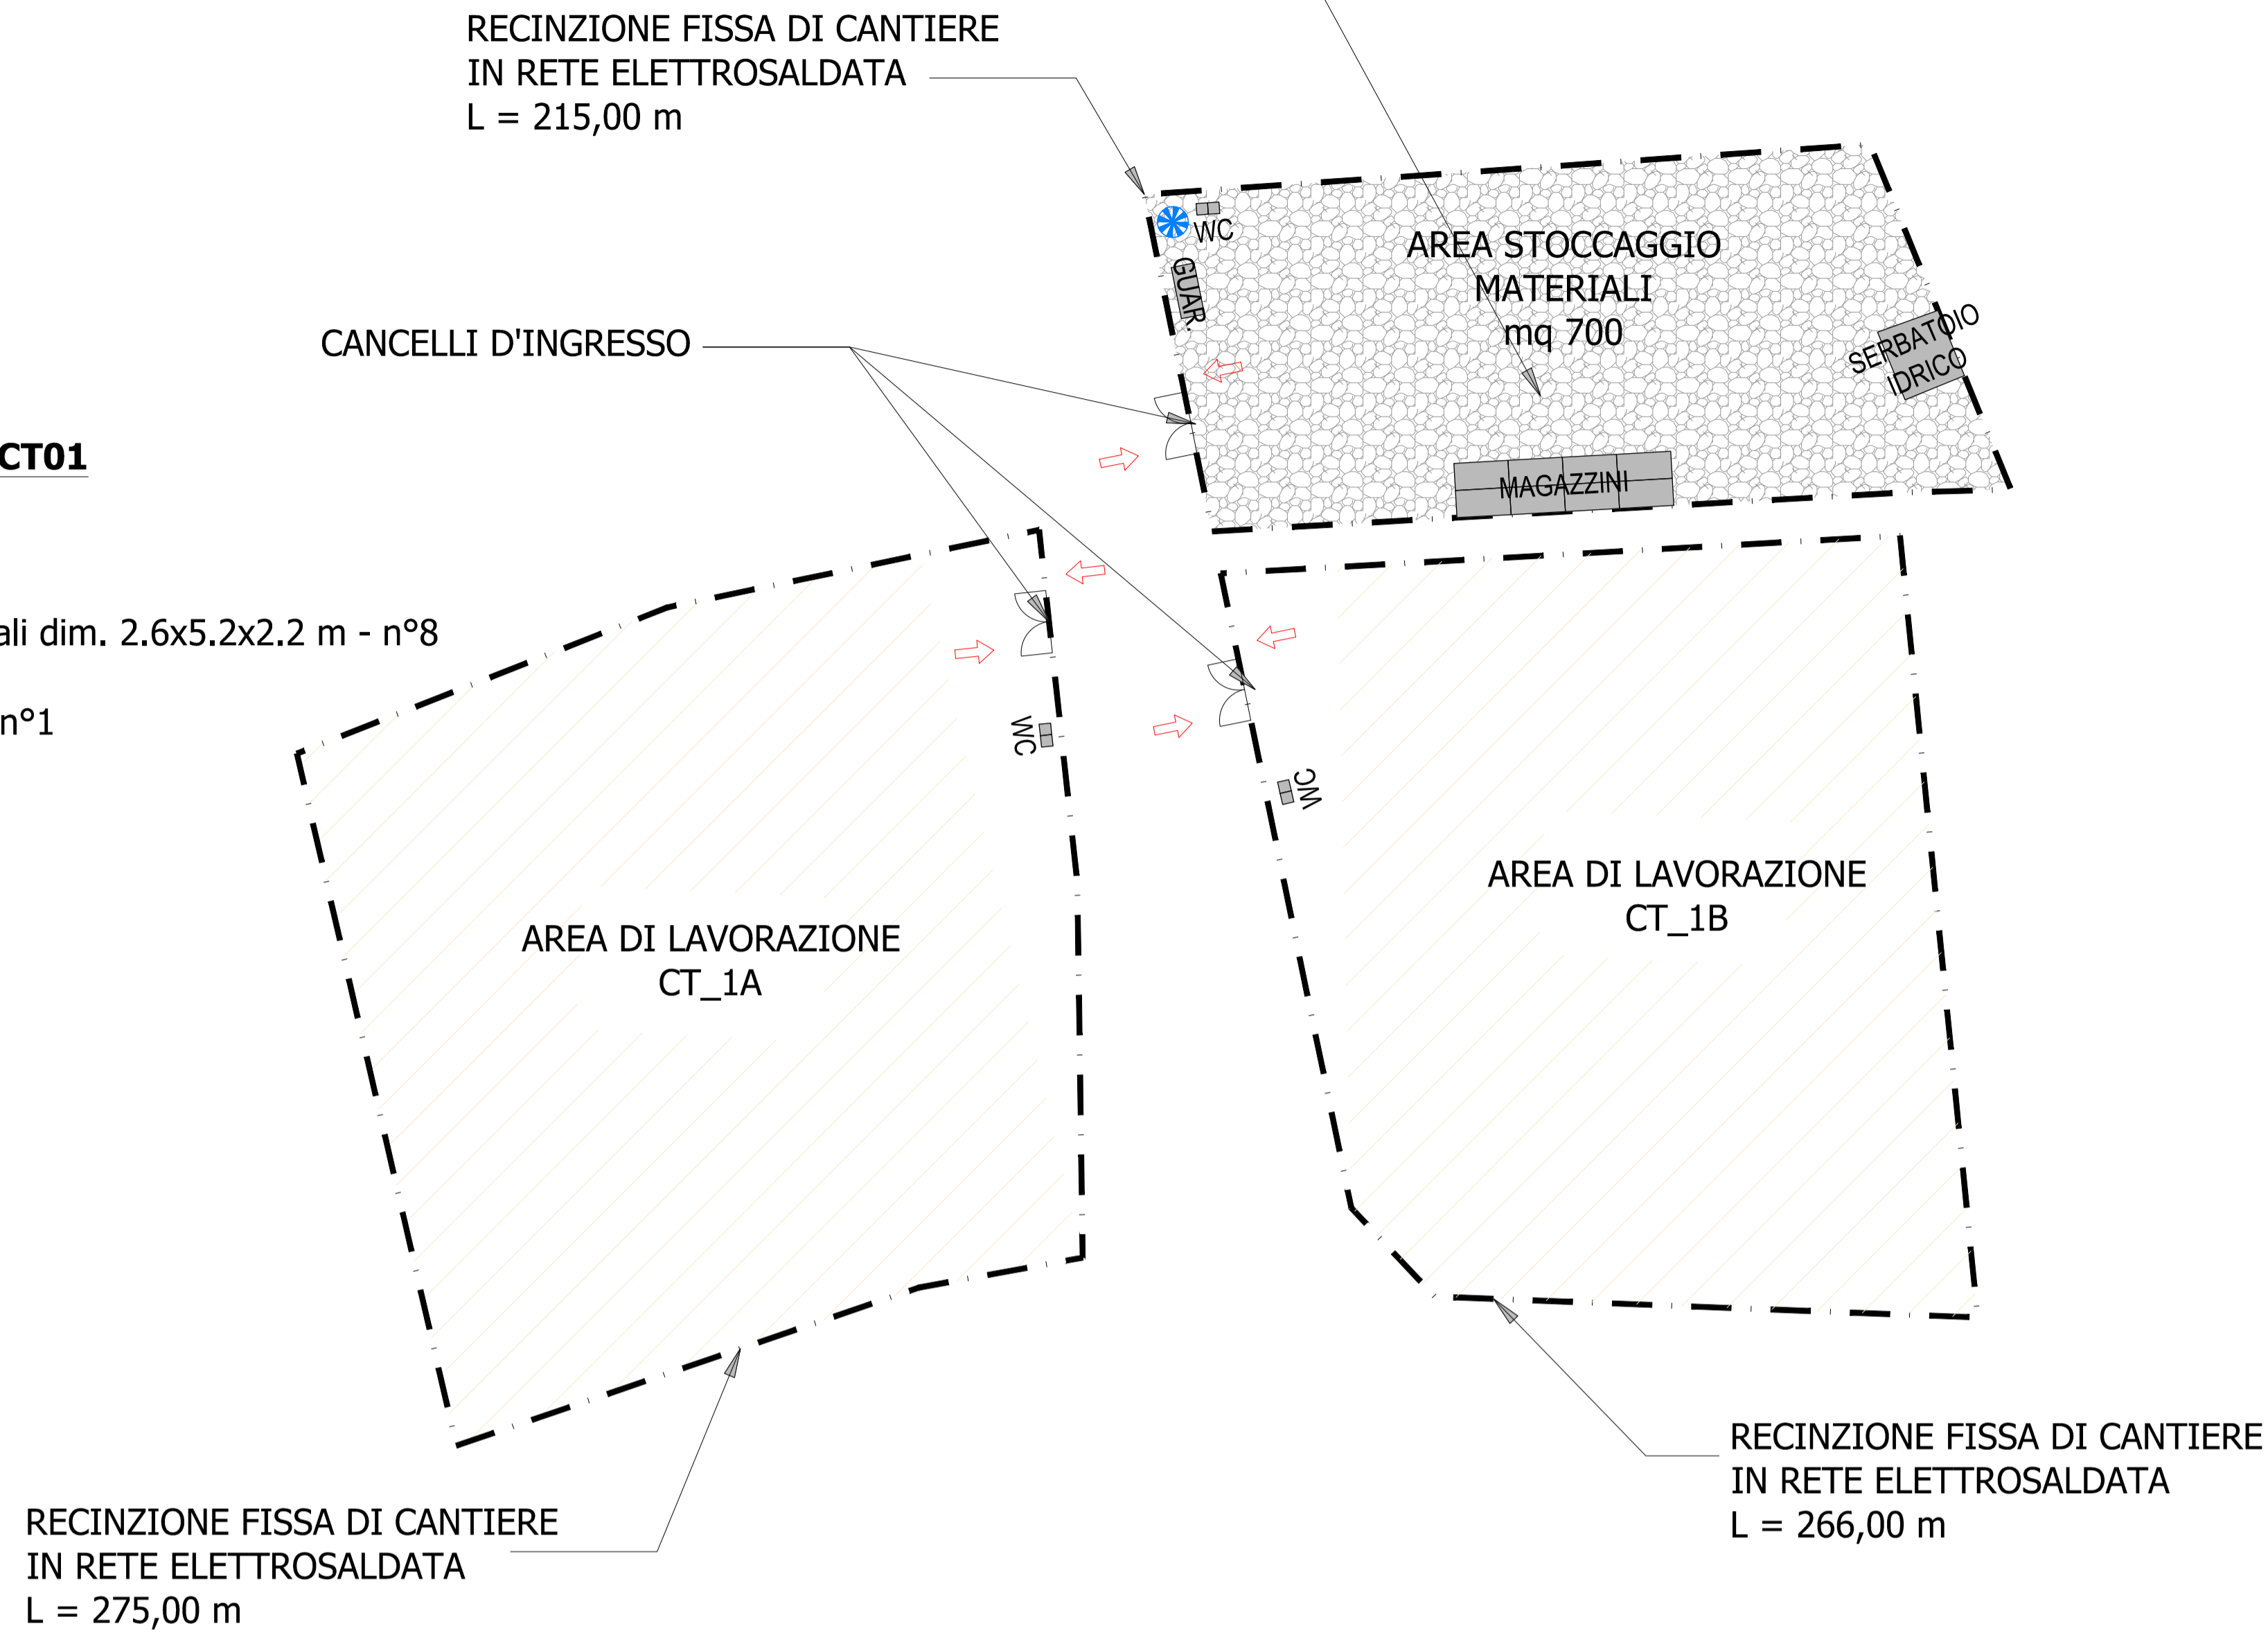 RECINZIONE FISSA DI CANTIERE
IN RETE ELETTROSALDATA
L = 215,00 m
WC
GUAR.
AREA STOCCAGGIO
MATERIALI
mq 700
SERBATOIO
IDRICO
CANCELLI D'INGRESSO
MAGAZZINI
CT01
ali dim. 2.6x5.2x2.2 m - n°8
n°1
WC
WC
AREA DI LAVORAZIONE
CT_1A
AREA DI LAVORAZIONE
CT_1B
RECINZIONE FISSA DI CANTIERE
IN RETE ELETTROSALDATA
L = 266,00 m
RECINZIONE FISSA DI CANTIERE
IN RETE ELETTROSALDATA
L = 275,00 m